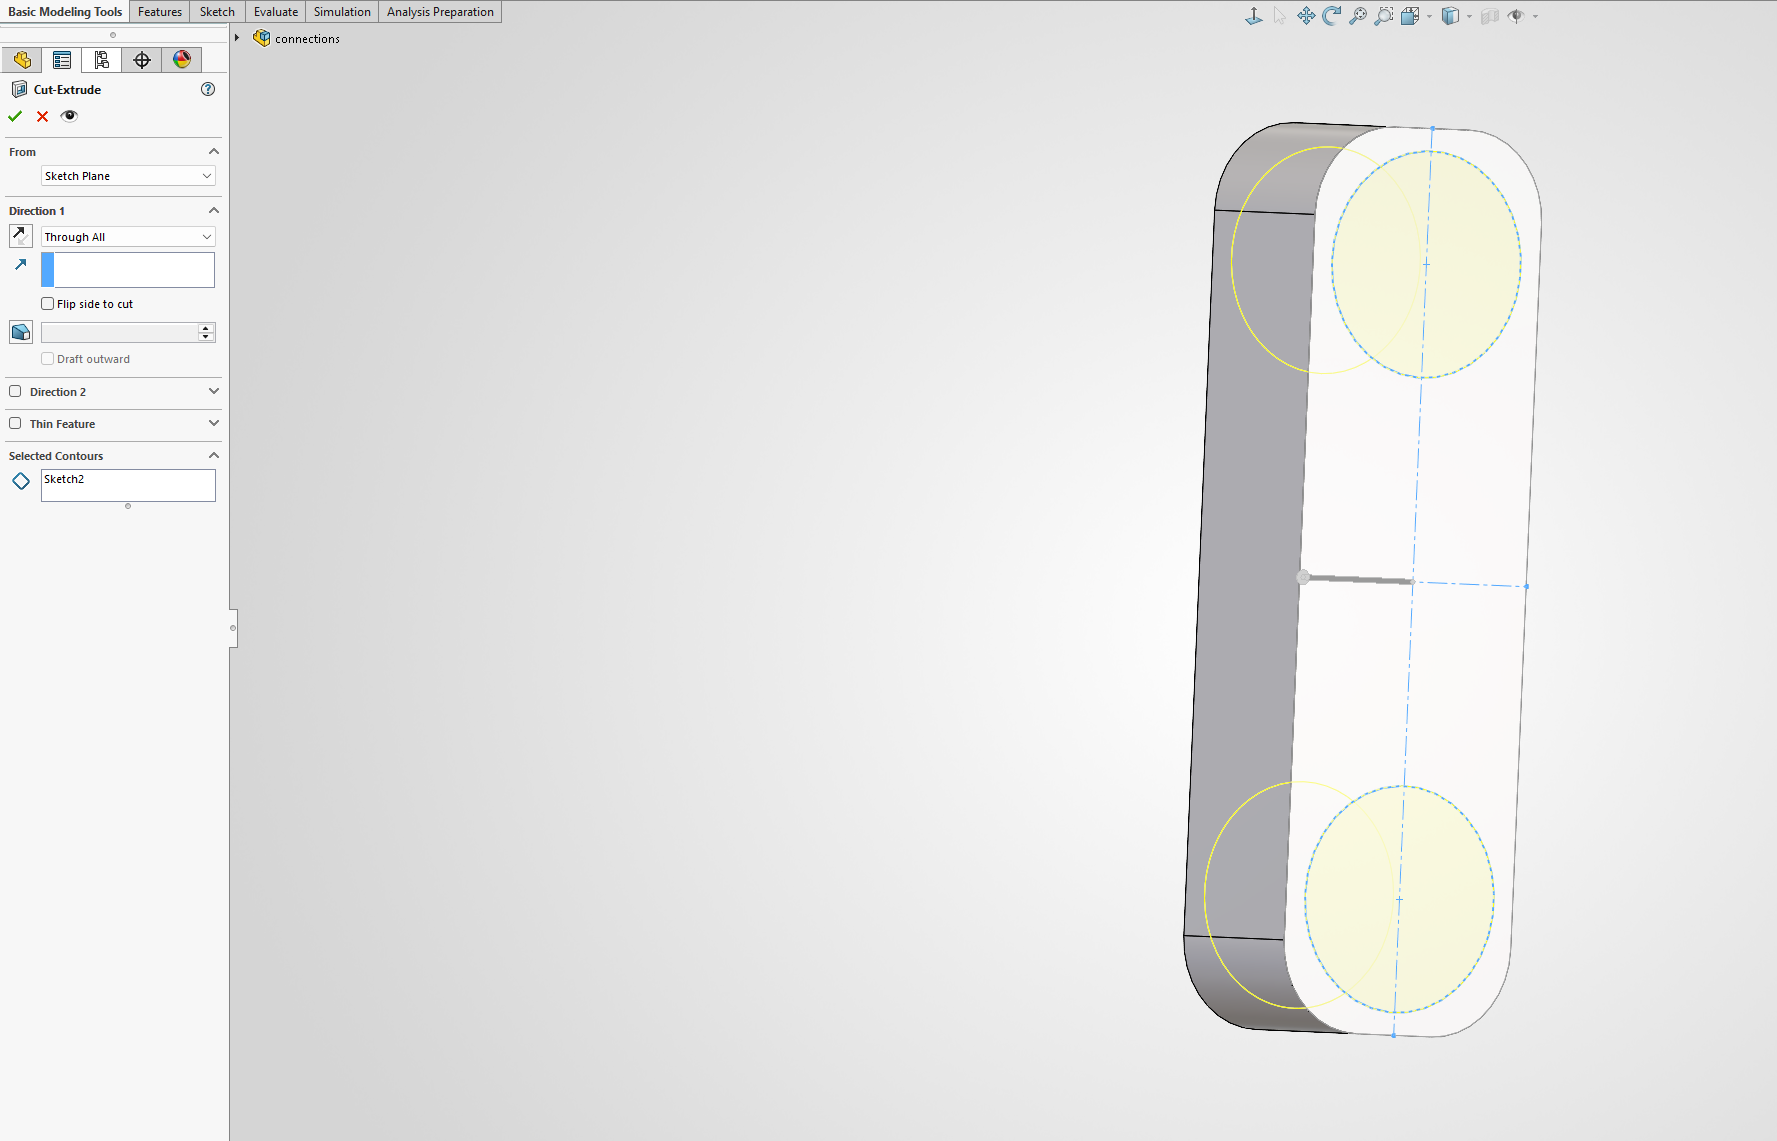 Basic Modeling Tools Features Sketch Evaluate Simulation Analysis Preparation
connections
Cut-Extrude
?
From
Sketch Plane
Direction 1
Through All
Flip side to cut
Draft outward
Direction 2
Thin Feature
Selected Contours
Sketch2